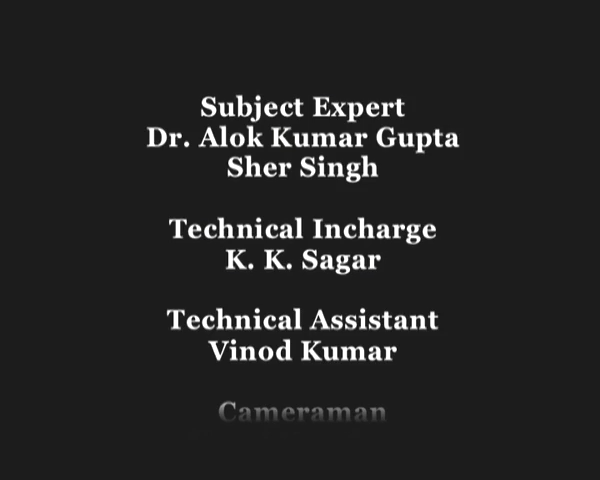 Subject Expert
Dr. Alok Kumar Gupta
Sher Singh
Technical Incharge
K. K. Sagar
Technical Assistant
Vinod Kumar
Cameraman